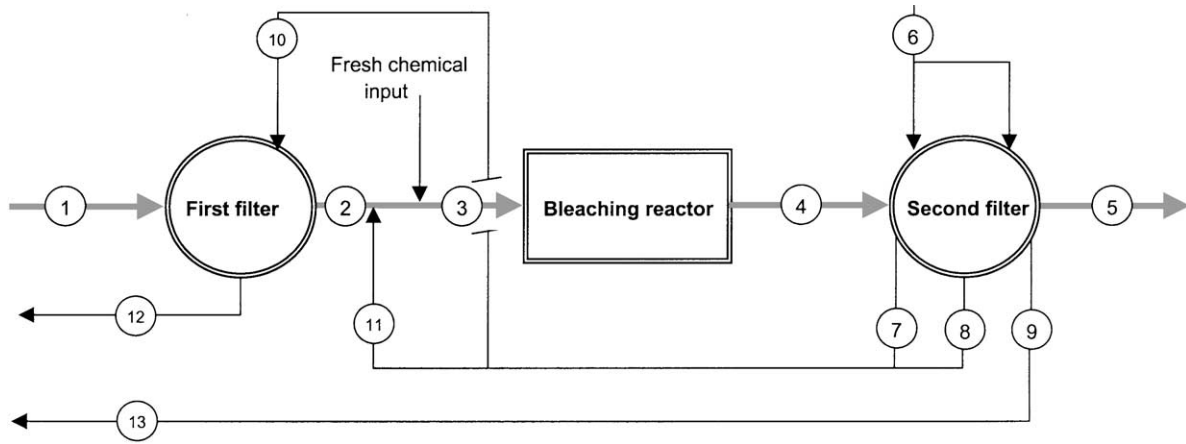 10
6
Fresh chemical
input
1
First filter
2
3
Bleaching reactor
4
Second filter
5
12
11
7
8
9
13